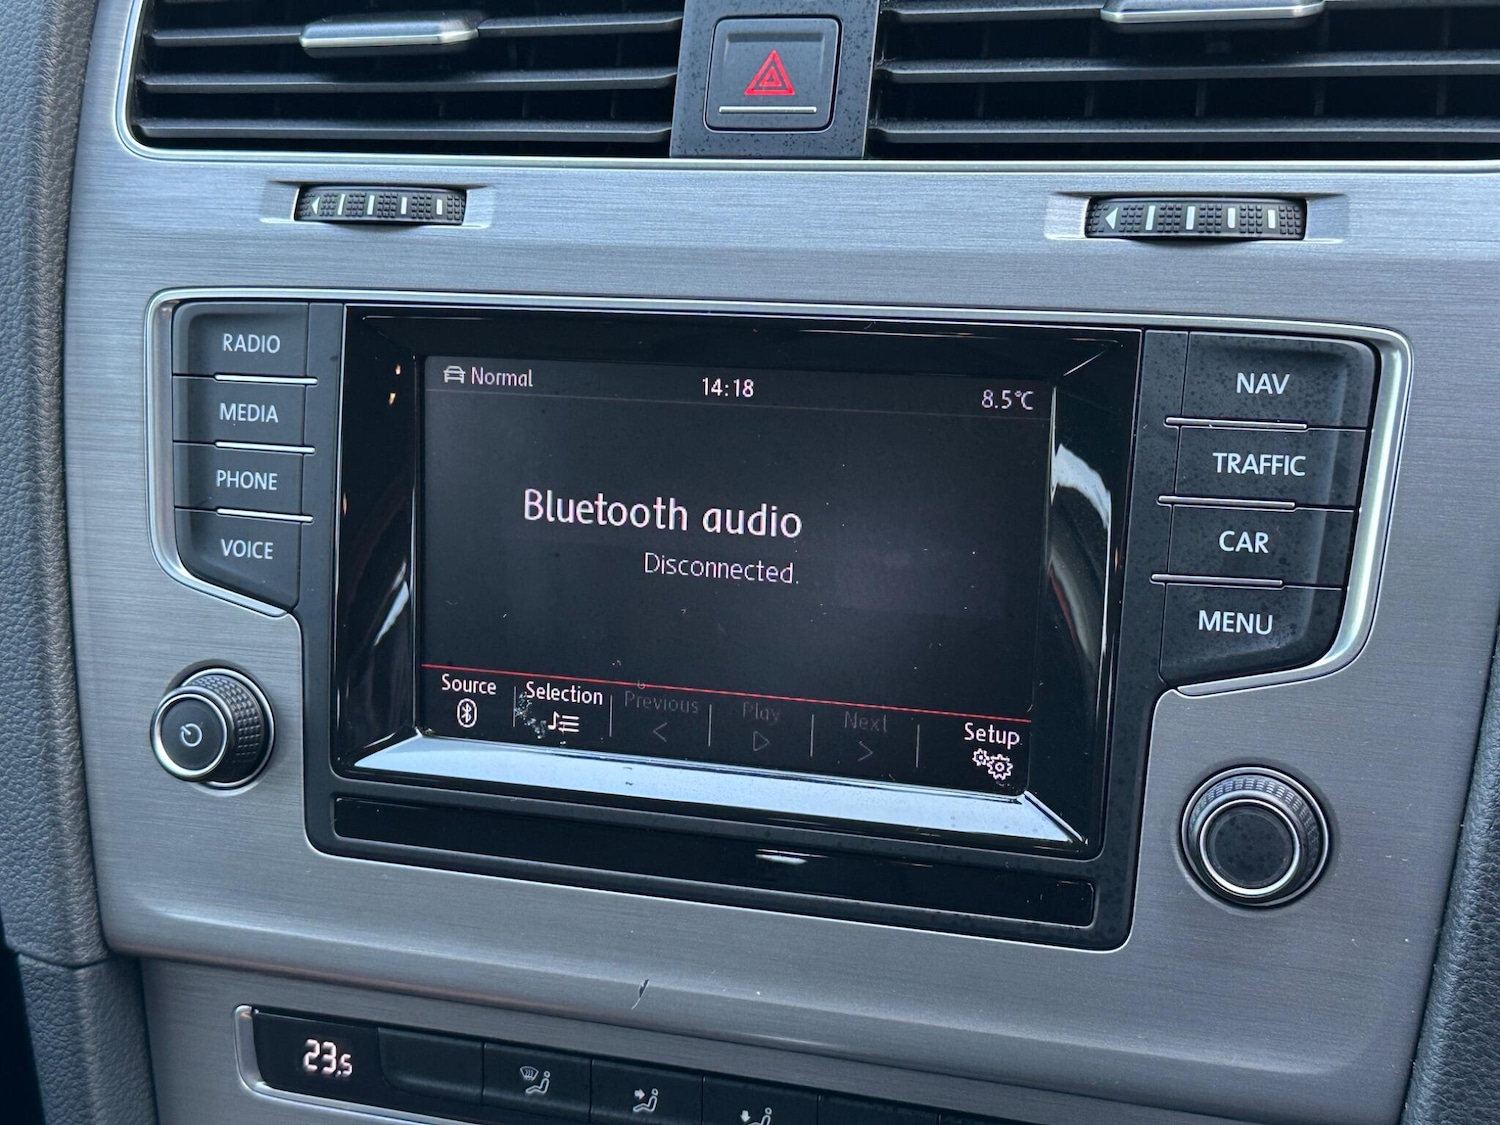 RADIO
MEDIA
PHONE
VOICE
Normal
14:18
8.5°C
Bluetooth audio
Disconnected.
Source
Selection
Previous
Play
Next
Setup
NAV
TRAFFIC
CAR
MENU
23.5